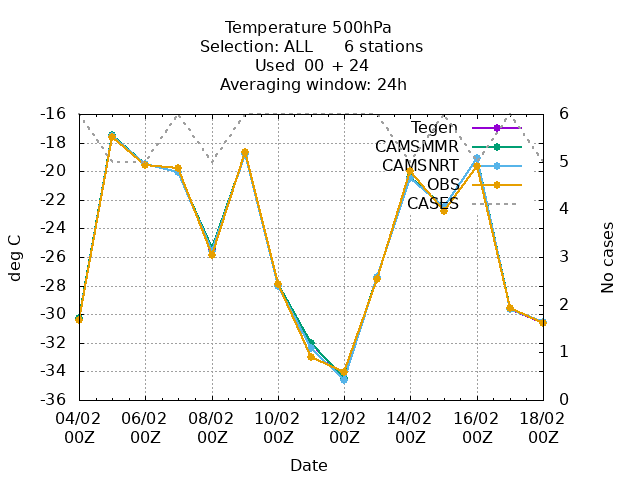 Temperature 500hPa
Selection: ALL 6 stations
Used 00 + 24
Averaging window: 24h
-16 6
Tegen
-18
CAMSMMR
-20 5
CAMSNRT
OBS
-22
CASES
-24 4
-26 3
-28
-30 2
-32
-34 1
-36 0
deg C
No cases
04/02 06/02 08/02 10/02 12/02 14/02 16/02 18/02
00Z 00Z 00Z 00Z 00Z 00Z 00Z 00Z
Date